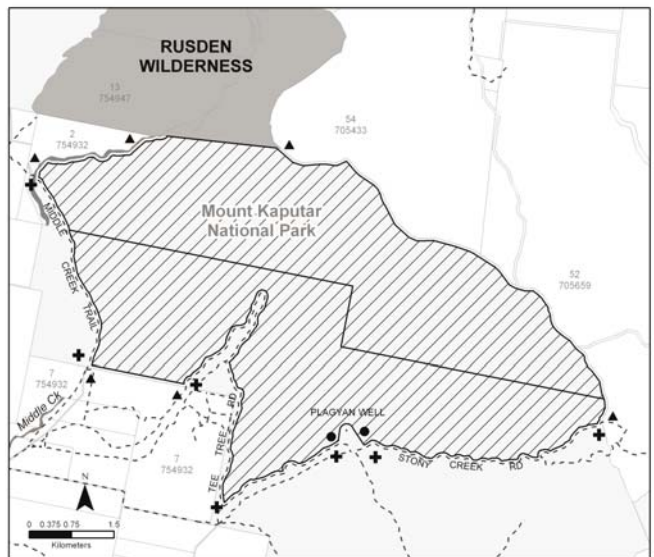 RUSDEN
WILDERNESS
13
754947
54
705433
2
754932
Mount Kaputar
National Park
MIDDLE CREEK TRAIL
52
705659
7
754932
Middle Ck
TEE TREE RD
PLAGYAN WELL
7
754932
STONY CREEK RD
N
0 0.375 0.75 1.5
Kilometers